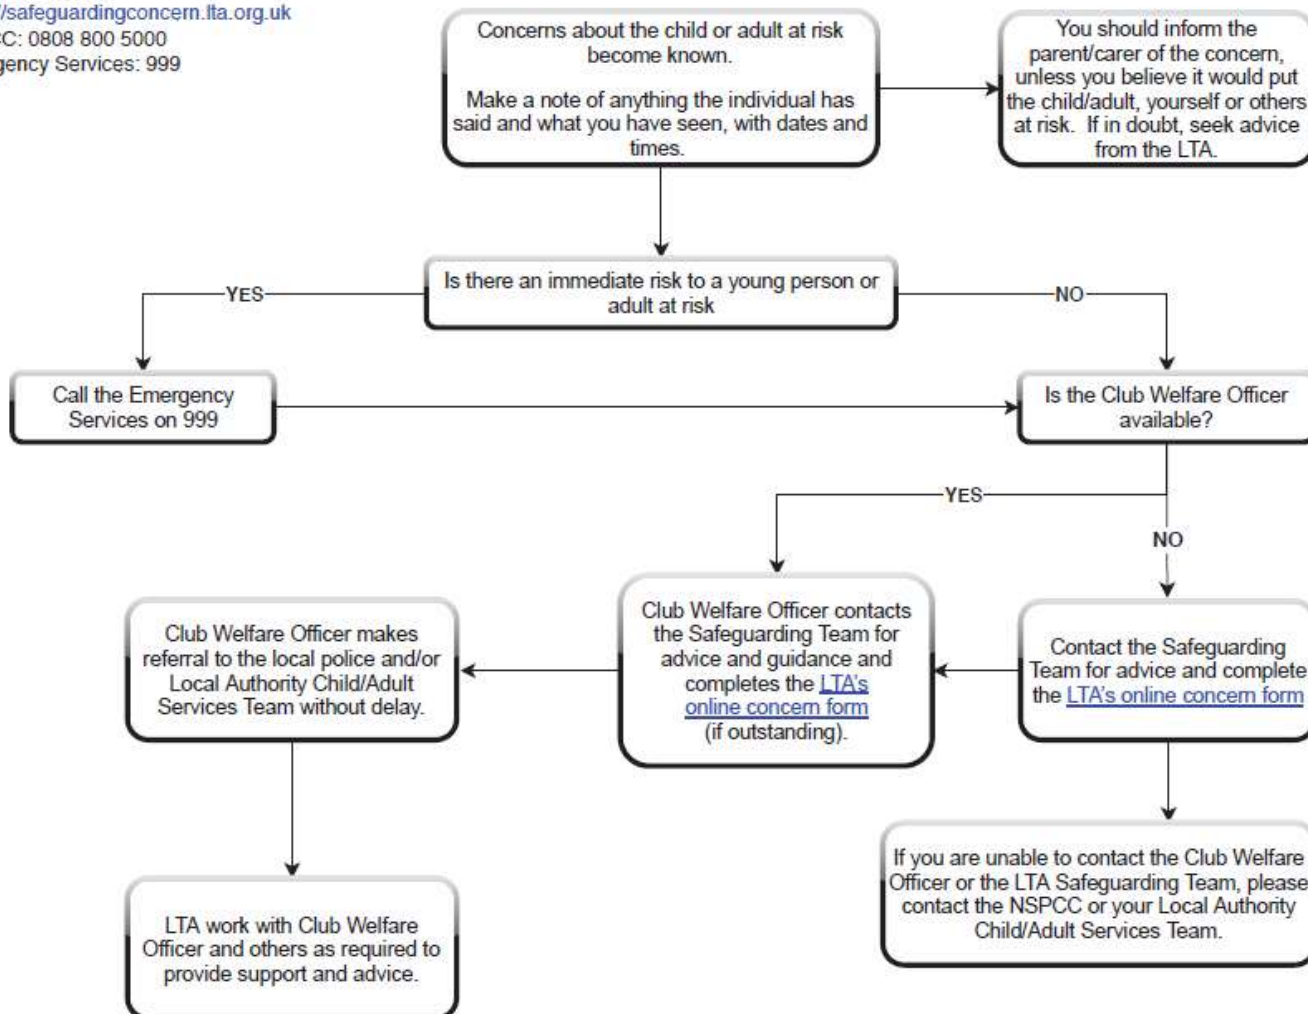 //safeguardingconcern.lta.org.uk
CC: 0808 800 5000
gency Services: 999
Concerns about the child or adult at risk
become known.
Make a note of anything the individual has
said and what you have seen, with dates and
times.
You should inform the
parent/carer of the concern,
unless you believe it would put
the child/adult, yourself or others
at risk. If in doubt, seek advice
from the LTA.
Is there an immediate risk to a young person or
adult at risk
YES
NO
Call the Emergency
Services on 999
Is the Club Welfare Officer
available?
YES
NO
Club Welfare Officer makes
referral to the local police and/or
Local Authority Child/Adult
Services Team without delay.
Club Welfare Officer contacts
the Safeguarding Team for
advice and guidance and
completes the LTA's
online concern form
(if outstanding).
Contact the Safeguarding
Team for advice and complete
the LTA's online concern form
If you are unable to contact the Club Welfare
Officer or the LTA Safeguarding Team, please
contact the NSPCC or your Local Authority
Child/Adult Services Team.
LTA work with Club Welfare
Officer and others as required to
provide support and advice.